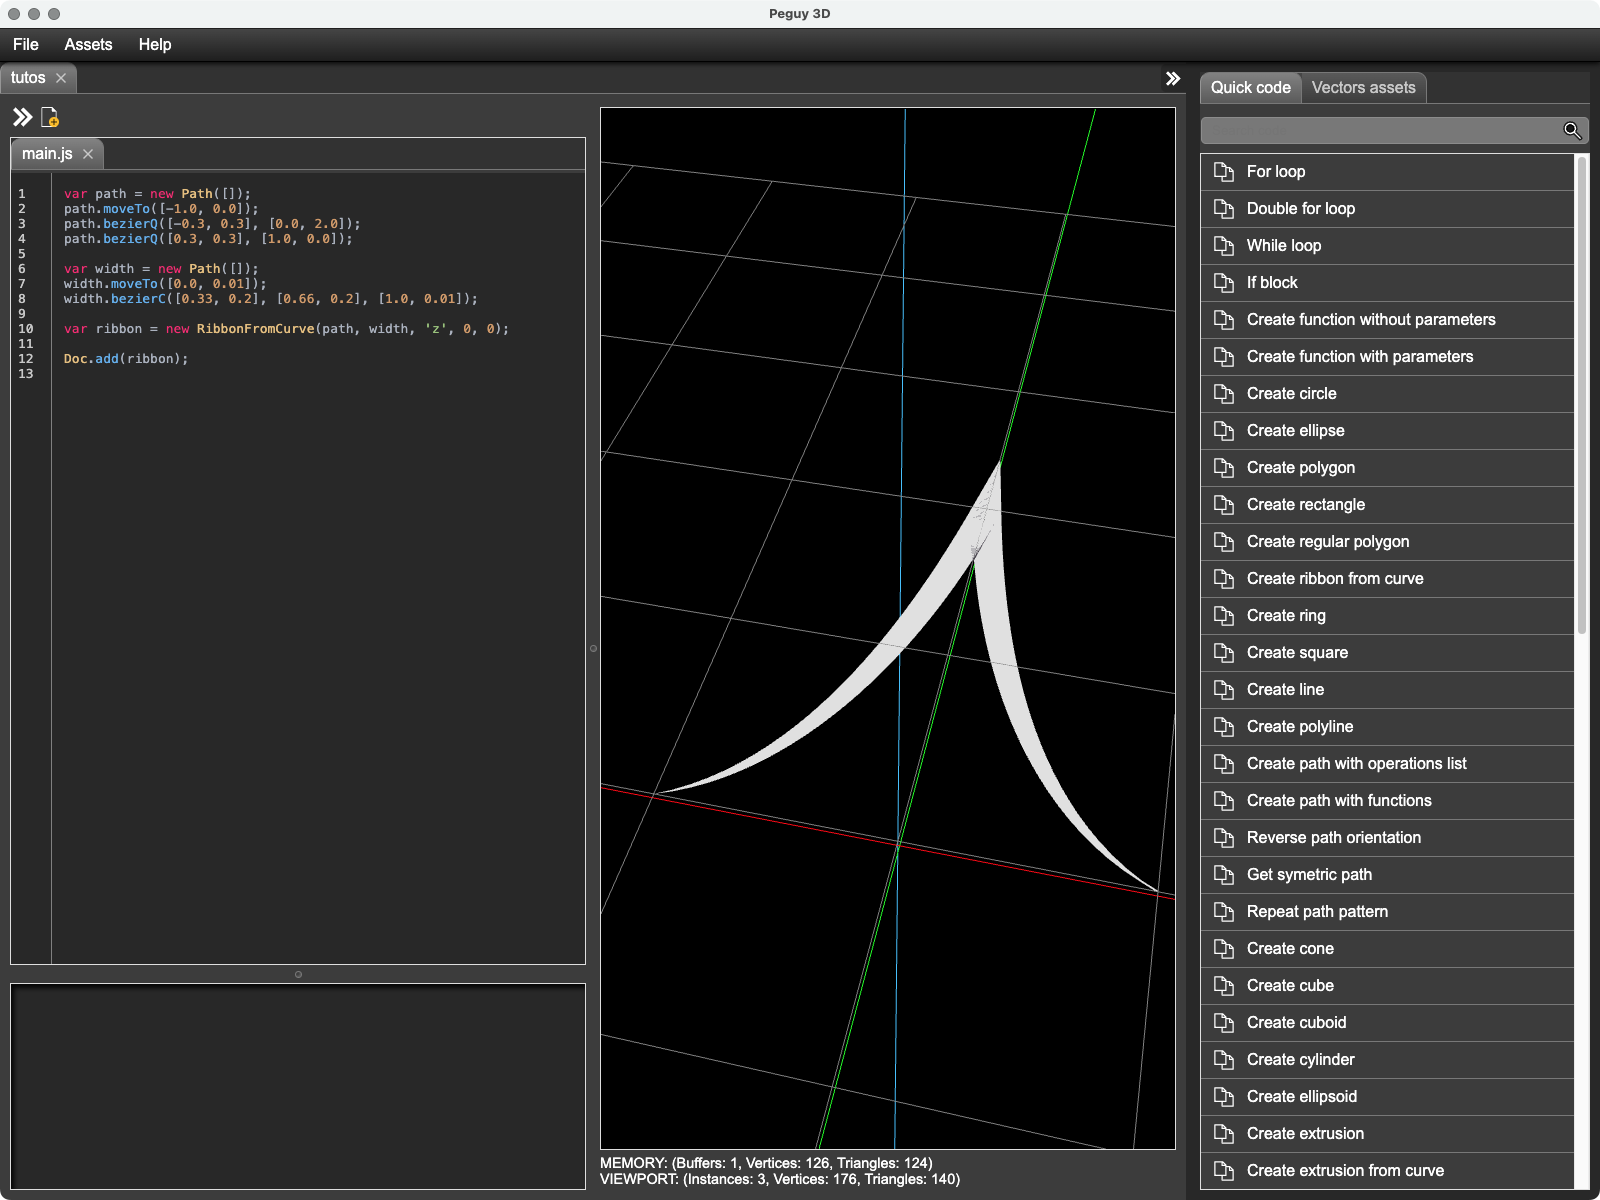 Peguy 3D
File Assets Help
tutos
main.js
1 var path = new Path([]);
2 path.moveTo([-1.0, 0.0]);
3 path.bezierQ([-0.3, 0.3], [0.0, 2.0]);
4 path.bezierQ([0.3, 0.3], [1.0, 0.0]);
5
6 var width = new Path([]);
7 width.moveTo([0.0, 0.01]);
8 width.bezierC([0.33, 0.2], [0.66, 0.2], [1.0, 0.01]);
9
10 var ribbon = new RibbonFromCurve(path, width, 'z', 0, 0);
11
12 Doc.add(ribbon);
13
MEMORY: (Buffers: 1, Vertices: 126, Triangles: 124)
VIEWPORT: (Instances: 3, Vertices: 176, Triangles: 140)
Quick code Vectors assets
For loop
Double for loop
While loop
If block
Create function without parameters
Create function with parameters
Create circle
Create ellipse
Create polygon
Create rectangle
Create regular polygon
Create ribbon from curve
Create ring
Create square
Create line
Create polyline
Create path with operations list
Create path with functions
Reverse path orientation
Get symetric path
Repeat path pattern
Create cone
Create cube
Create cuboid
Create cylinder
Create ellipsoid
Create extrusion
Create extrusion from curve